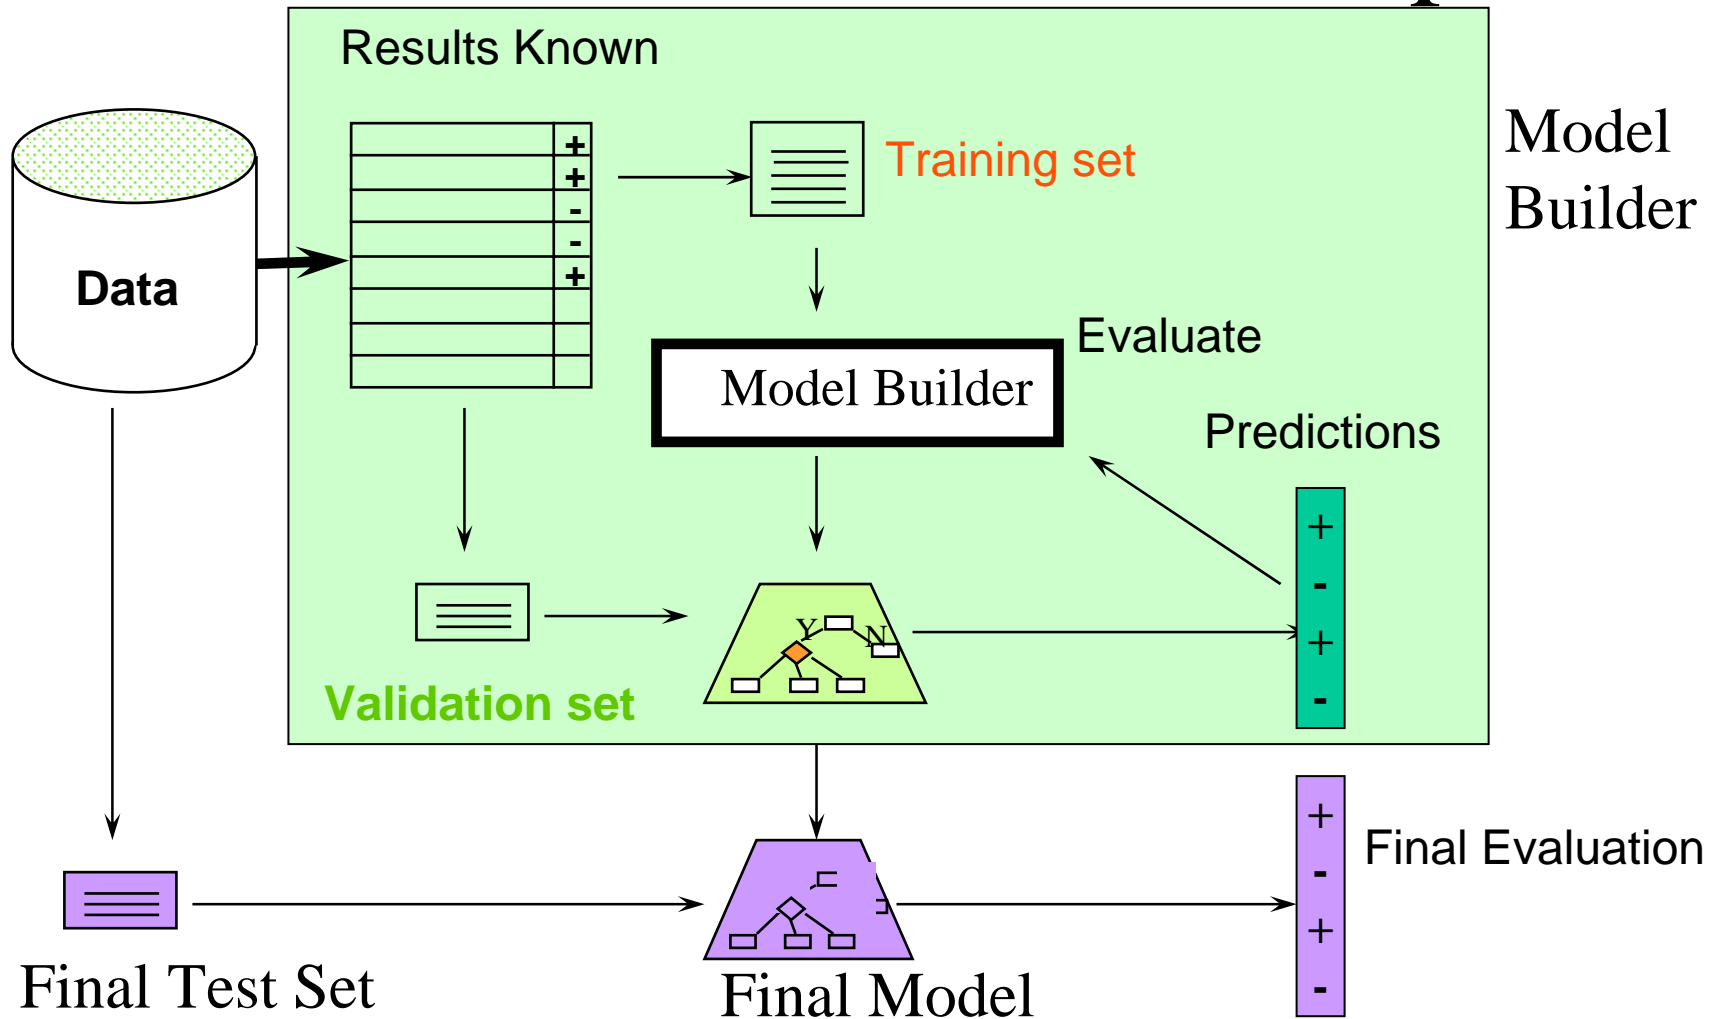 Results Known
Model
Builder
+
+
-
-
+
Training set
Data
Evaluate
Model Builder
Predictions
+
-
+
-
Y N
Validation set
+
-
+
-
Final Evaluation
Final Test Set
Final Model